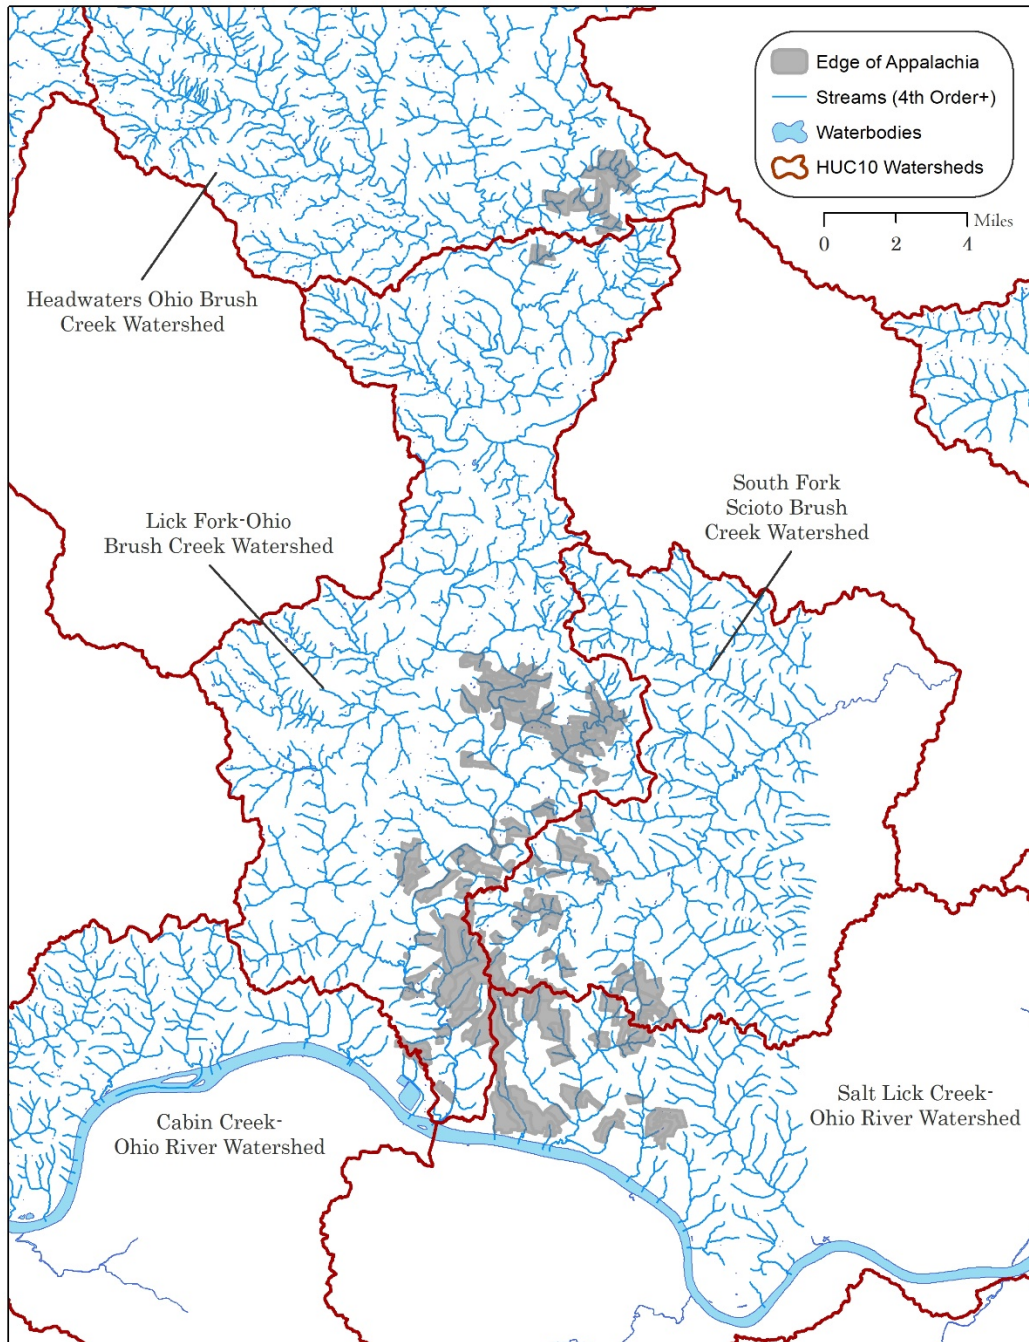 Edge of Appalachia
Streams (4th Order+)
Waterbodies
HUC10 Watersheds
Miles
0 2 4
Headwaters Ohio Brush
Creek Watershed
South Fork
Scioto Brush
Creek Watershed
Lick Fork-Ohio
Brush Creek Watershed
Salt Lick Creek-
Ohio River Watershed
Cabin Creek-
Ohio River Watershed